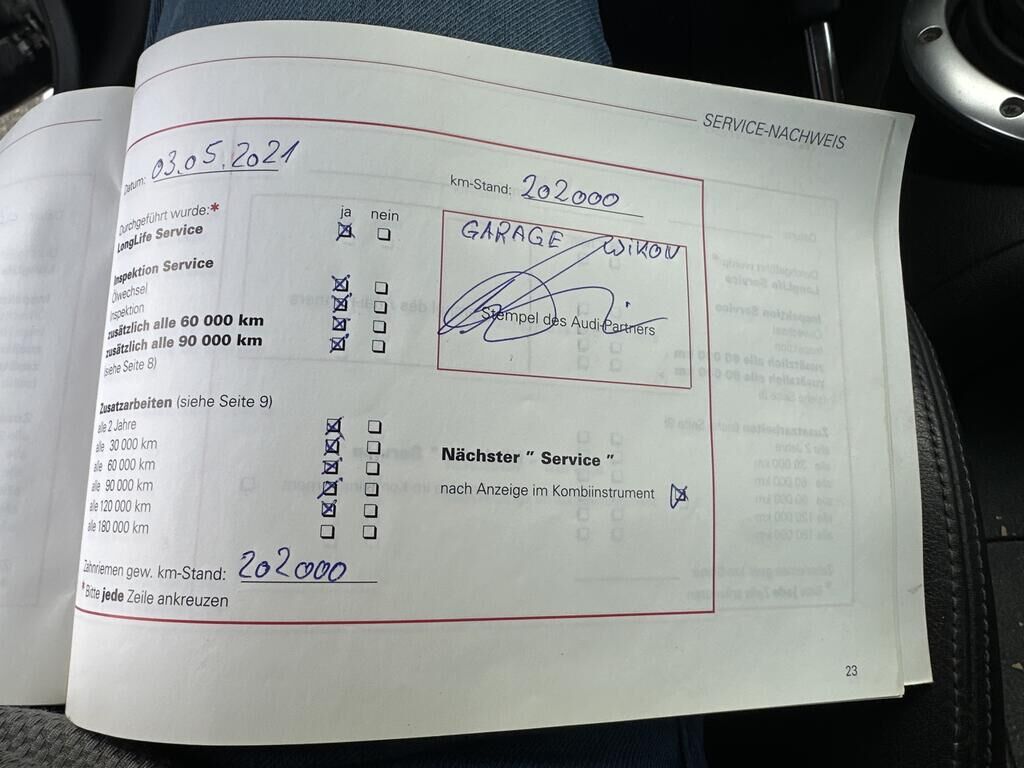 SERVICE-NACHWEIS
Datum: 03.05.2021
km-Stand: 202000
Durchgeführt wurde:*
ja nein
LongLife Service
GARAGE WIKON
Inspektion Service
Ölwechsel
Inspektion
zusätzlich alle 60 000 km
zusätzlich alle 90 000 km
(siehe Seite 8)
Stempel des Audi-Partners
Zusatzarbeiten (siehe Seite 9)
alle 2 Jahre
alle 30 000 km
alle 60 000 km
alle 90 000 km
alle 120 000 km
alle 180 000 km
Nächster " Service "
nach Anzeige im Kombiinstrument
Zahnriemen gew. km-Stand: 202000
*Bitte jede Zeile ankreuzen
23